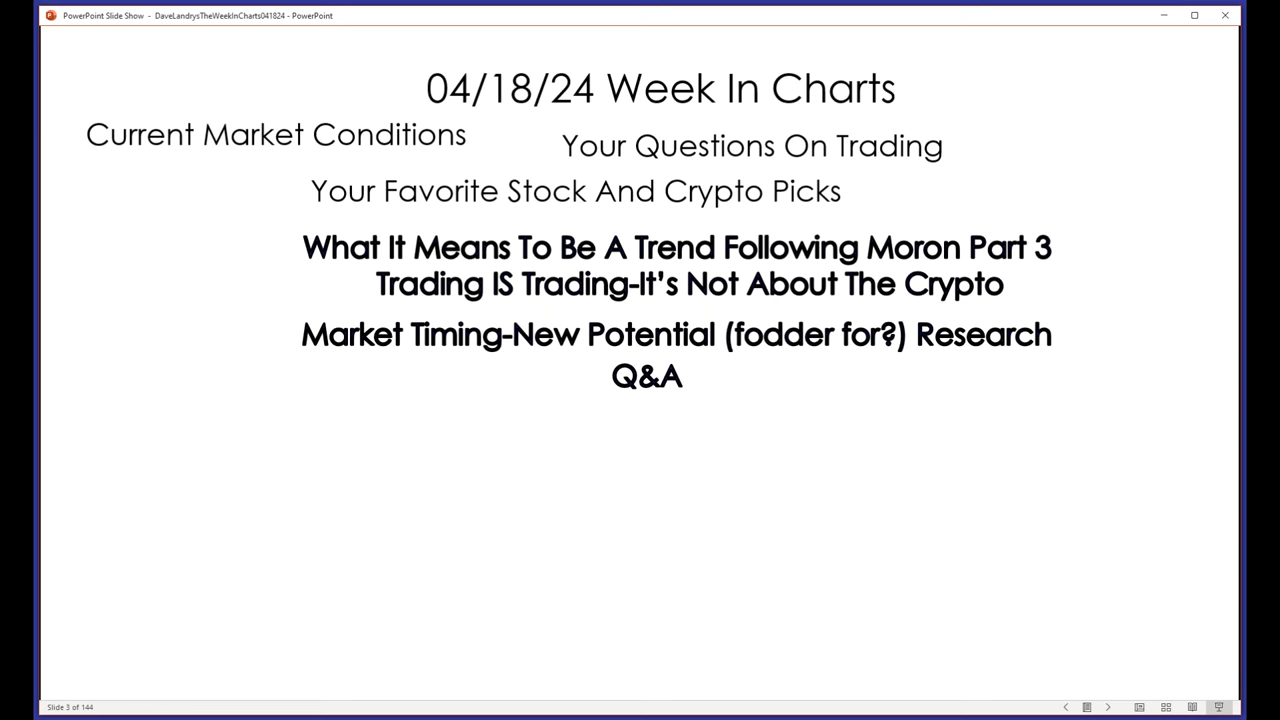 PowerPoint Slide Show - DaveLandrysTheWeekInCharts041824 - PowerPoint
04/18/24 Week In Charts
Current Market Conditions
Your Questions On Trading
Your Favorite Stock And Crypto Picks
What It Means To Be A Trend Following Moron Part 3
Trading IS Trading-It’s Not About The Crypto
Market Timing-New Potential (fodder for?) Research
Q&A
Slide 3 of 144